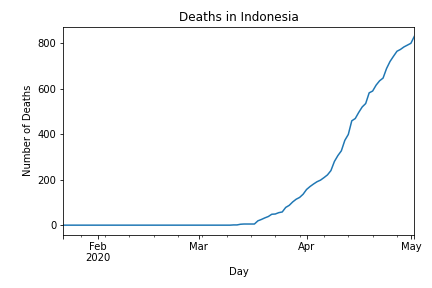 Deaths in Indonesia
800
600
400
200
0
Number of Deaths
Feb
2020
Mar
Apr
May
Day